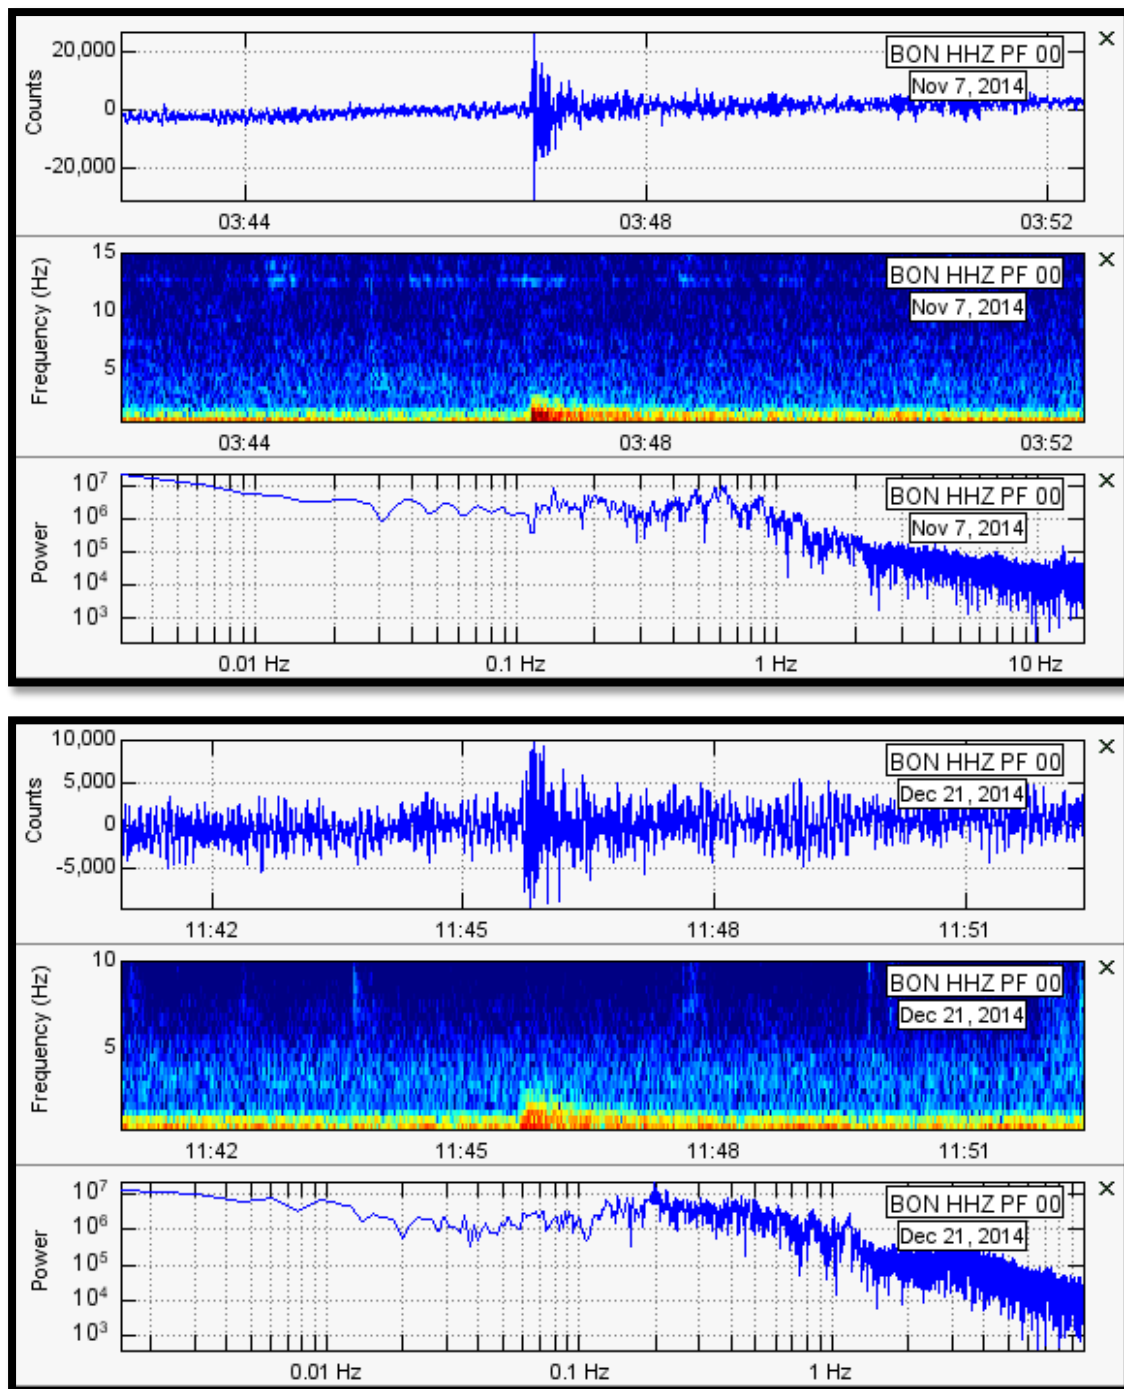 20,000
0
-20,000
Counts
BON HHZ PF 00
Nov 7, 2014
03:44 03:48 03:52
15
10
5
Frequency (Hz)
BON HHZ PF 00
Nov 7, 2014
03:44 03:48 03:52
10⁷
10⁶
10⁵
10⁴
10³
Power
BON HHZ PF 00
Nov 7, 2014
0.01 Hz 0.1 Hz 1 Hz 10 Hz
10,000
5,000
0
-5,000
Counts
BON HHZ PF 00
Dec 21, 2014
11:42 11:45 11:48 11:51
10
5
Frequency (Hz)
BON HHZ PF 00
Dec 21, 2014
11:42 11:45 11:48 11:51
10⁷
10⁶
10⁵
10⁴
10³
Power
BON HHZ PF 00
Dec 21, 2014
0.01 Hz 0.1 Hz 1 Hz